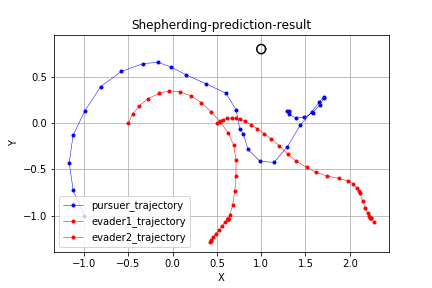 Shepherding-prediction-result
Y
0.5
0.0
−0.5
−1.0
pursuer_trajectory
evader1_trajectory
evader2_trajectory
−1.0
−0.5
0.0
0.5
1.0
1.5
2.0
X